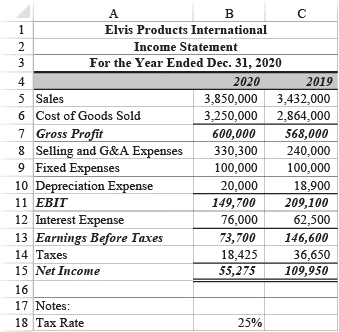 A B C
1 Elvis Products International
2 Income Statement
3 For the Year Ended Dec. 31, 2020
4 2020 2019
5 Sales 3,850,000 3,432,000
6 Cost of Goods Sold 3,250,000 2,864,000
7 Gross Profit 600,000 568,000
8 Selling and G&A Expenses 330,300 240,000
9 Fixed Expenses 100,000 100,000
10 Depreciation Expense 20,000 18,900
11 EBIT 149,700 209,100
12 Interest Expense 76,000 62,500
13 Earnings Before Taxes 73,700 146,600
14 Taxes 18,425 36,650
15 Net Income 55,275 109,950
16
17 Notes:
18 Tax Rate 25%